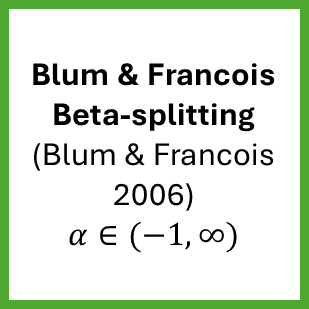 Blum & Francois
Beta-splitting
(Blum & Francois
2006)
𝛼 ∈ (−1, ∞)